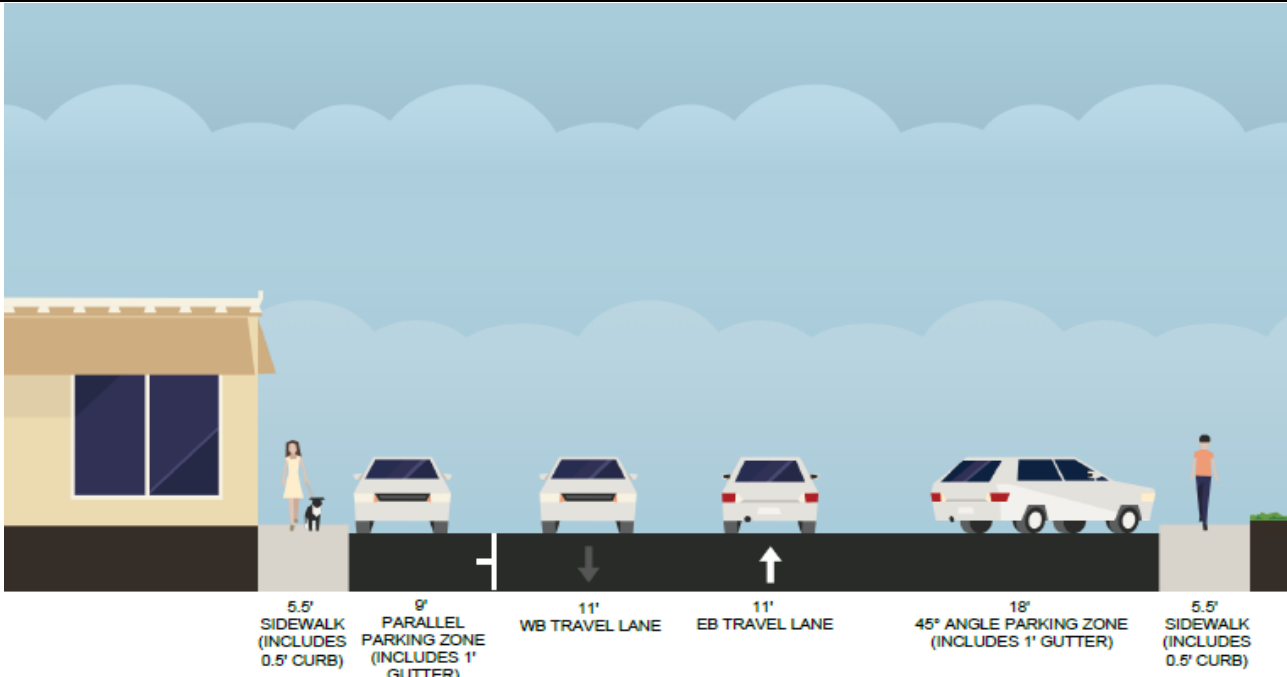 5.5'
SIDEWALK
(INCLUDES
0.5' CURB)
9'
PARALLEL
PARKING ZONE
(INCLUDES 1'
GUTTER)
11'
WB TRAVEL LANE
11'
EB TRAVEL LANE
18'
45° ANGLE PARKING ZONE
(INCLUDES 1' GUTTER)
5.5'
SIDEWALK
(INCLUDES
0.5' CURB)